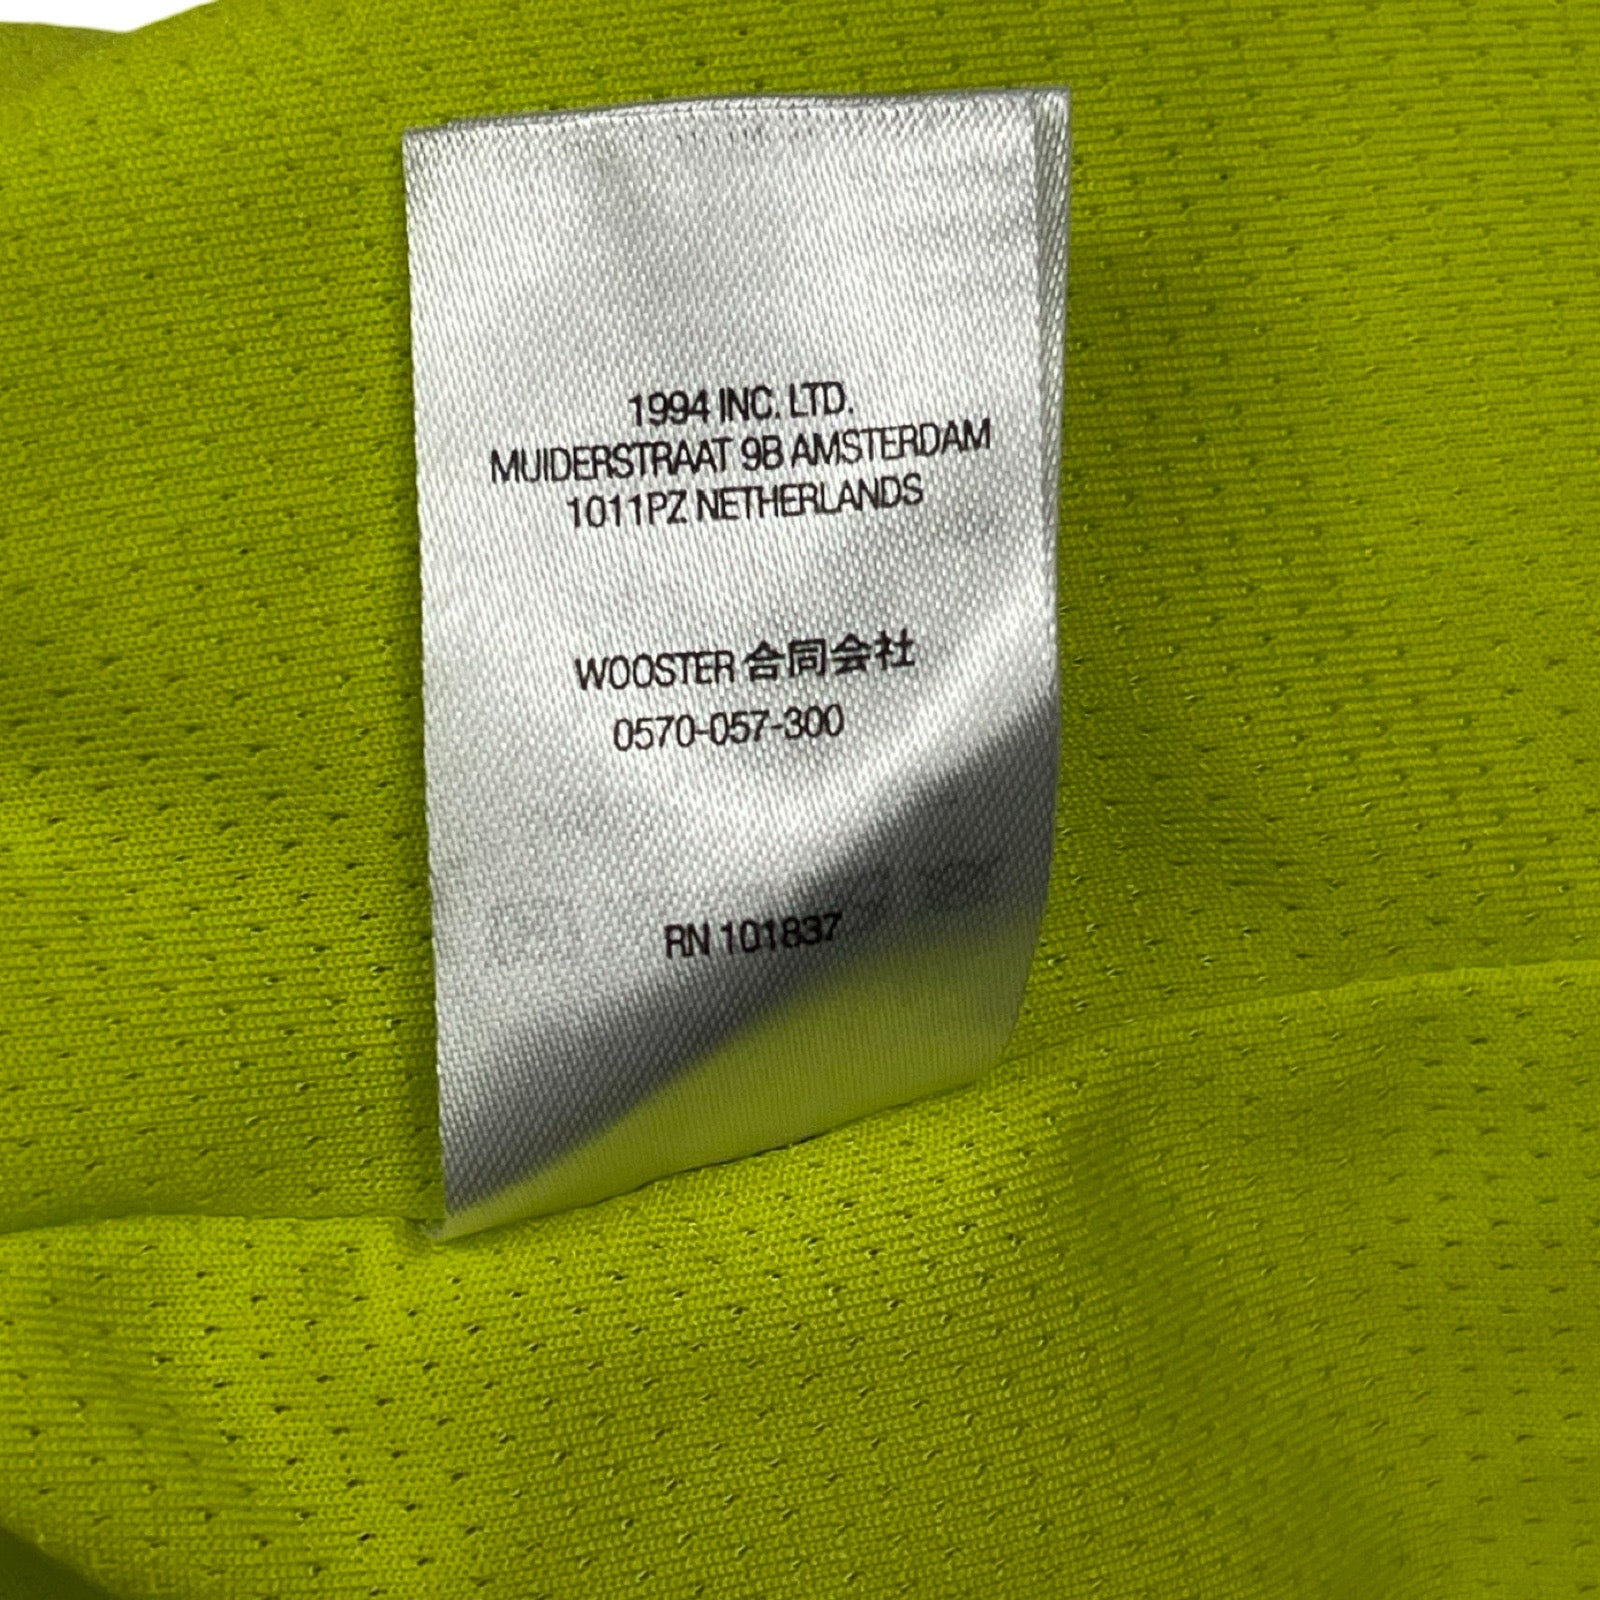 1994 INC. LTD.
MUIDERSTRAAT 9B AMSTERDAM
1011PZ NETHERLANDS
WOOSTER 合同会社
0570-057-300
RN 101837